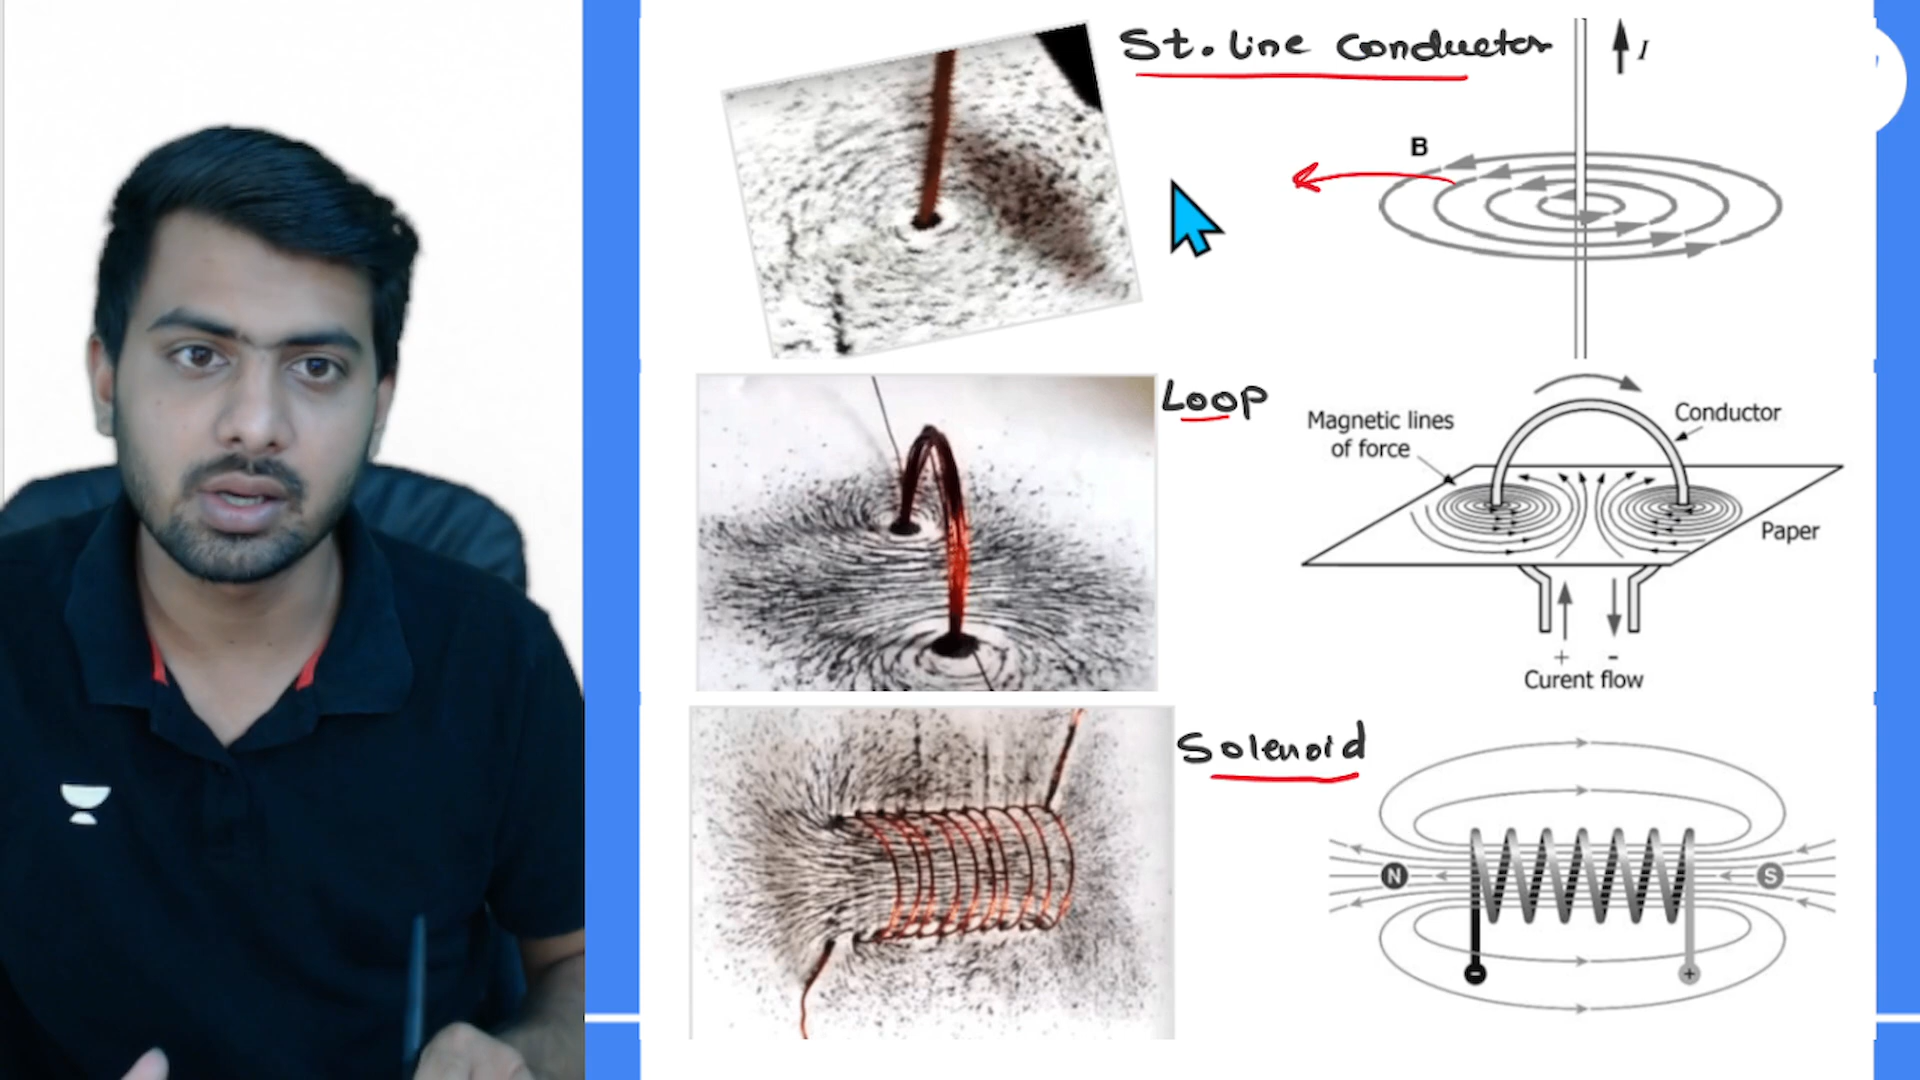 St. Line Conductor
I
B
Loop
Magnetic lines
of force
Conductor
Paper
+ -
Curent flow
Solenoid
N S
- +